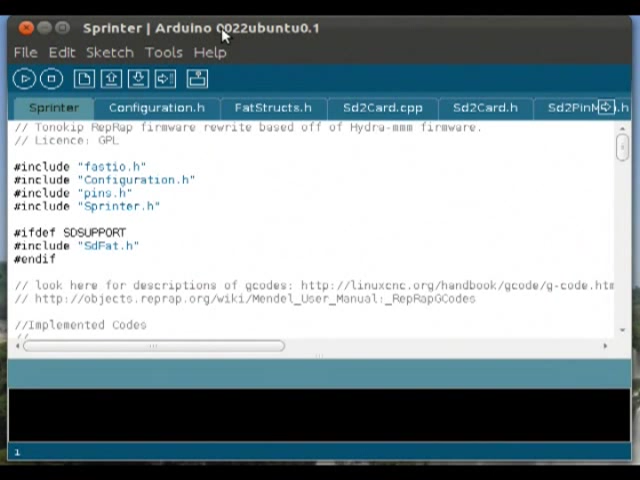 Sprinter | Arduino 0022ubuntu0.1
File Edit Sketch Tools Help
Sprinter Configuration.h FatStructs.h Sd2Card.cpp Sd2Card.h
// Tonokip RepRap firmware rewrite based off of Hydra-mmm firmware.
// Licence: GPL
#include "fastio.h"
#include "Configuration.h"
#include "pins.h"
#include "Sprinter.h"
#ifdef SDSUPPORT
#include "SdFat.h"
#endif
// look here for descriptions of gcodes: http://linuxcnc.org/handbook/gcode/g-code.htm
// http://objects.reprap.org/wiki/Mendel_User_Manual:_RepRapGCodes
//Implemented Codes
//
1